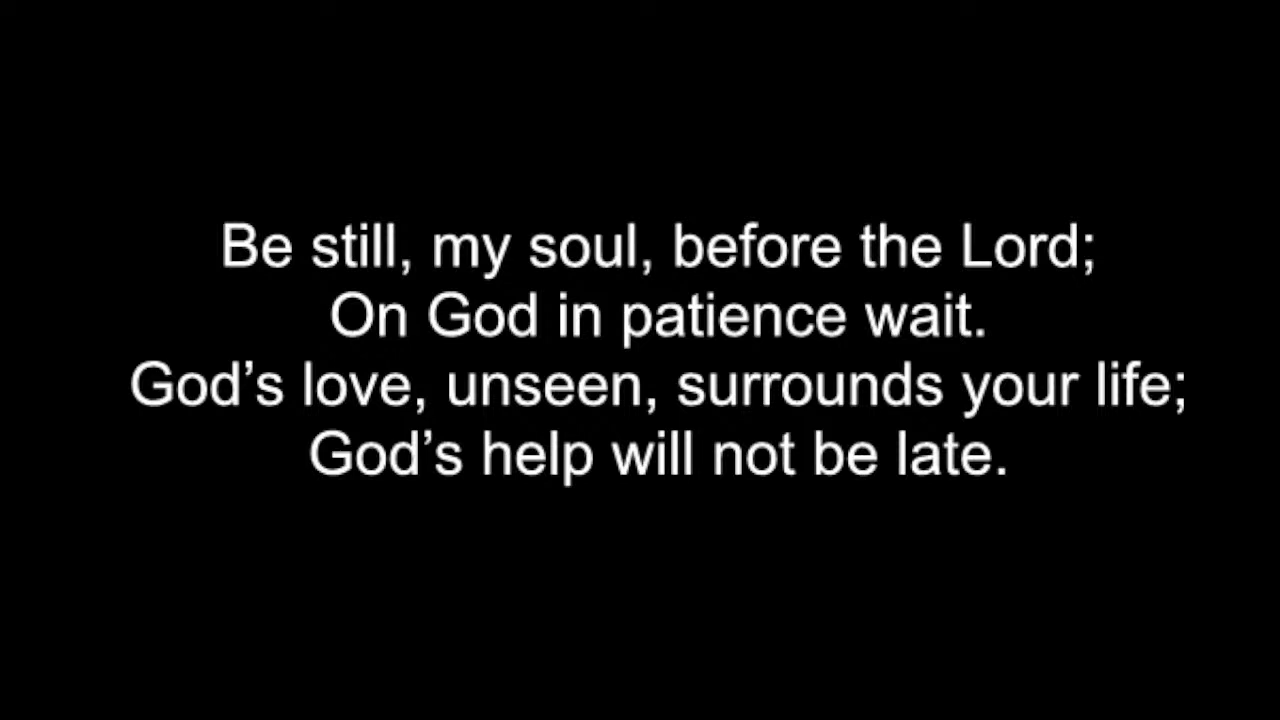 Be still, my soul, before the Lord;
On God in patience wait.
God’s love, unseen, surrounds your life;
God’s help will not be late.